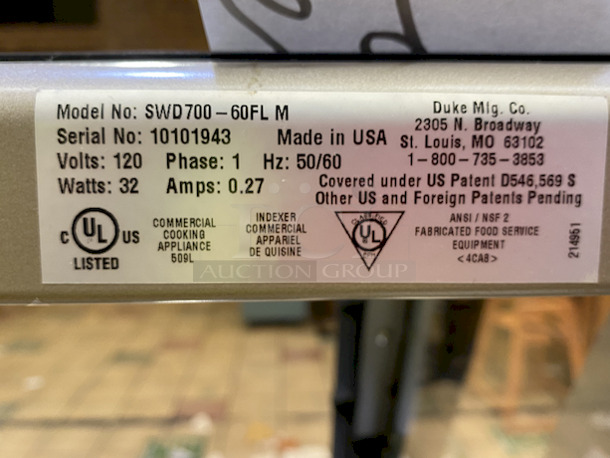 Model No: SWD700-60FL M
Serial No: 10101943 Made in USA
Volts: 120 Phase: 1 Hz: 50/60
Watts: 32 Amps: 0.27
Duke Mfg. Co.
2305 N. Broadway
St. Louis, MO 63102
1-800-735-3853
Covered under US Patent D546,569 S
Other US and Foreign Patents Pending
C UL US
LISTED
COMMERCIAL
COOKING
APPLIANCE
509L
INDEXER
COMMERCIAL
APPAREIL
DE QUISINE
CLASSIFIED
UL
EPH
ANSI / NSF 2
FABRICATED FOOD SERVICE
EQUIPMENT
<4CA8>
214951
AUCTION GROUP